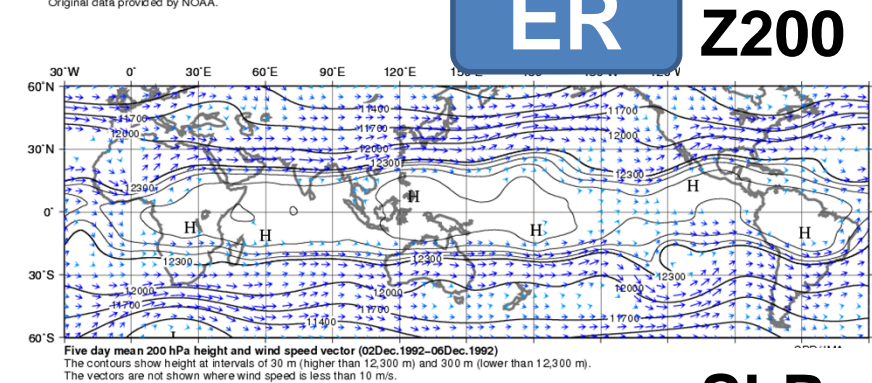 Original data provided by NOAA.
ER
Z200
30°W 0° 30°E 60°E 90°E 120°E
60°N
11400
11700 11700 11700
12000 12000 12000
30°N
12300 12300 12300
H H
0°
H H H H
12300 12300
30°S
12300
12000 12000 12000
11700 11700 11700
11400
60°S
Five day mean 200 hPa height and wind speed vector (02Dec.1992–06Dec.1992)
The contours show height at intervals of 30 m (higher than 12,300 m) and 300 m (lower than 12,300 m).
The vectors are not shown where wind speed is less than 10 m/s.